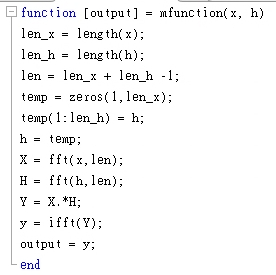 function [output] = mfunction(x, h)
len_x = length(x);
len_h = length(h);
len = len_x + len_h -1;
temp = zeros(1,len_x);
temp(1:len_h) = h;
h = temp;
X = fft(x,len);
H = fft(h,len);
Y = X.*H;
y = ifft(Y);
output = y;
end